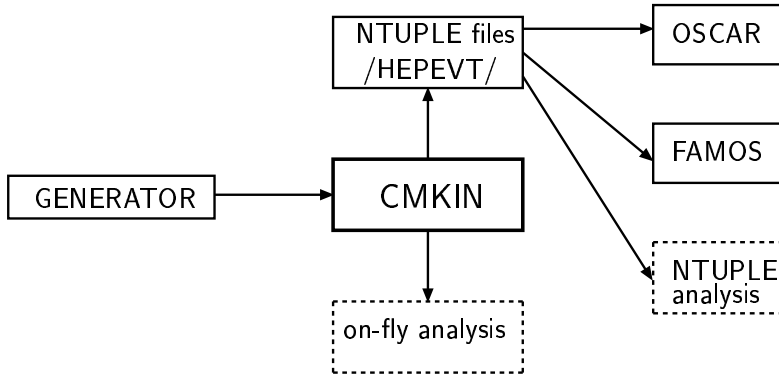 NTUPLE files
/HEPEVT/
OSCAR
FAMOS
GENERATOR
CMKIN
NTUPLE
analysis
on-fly analysis